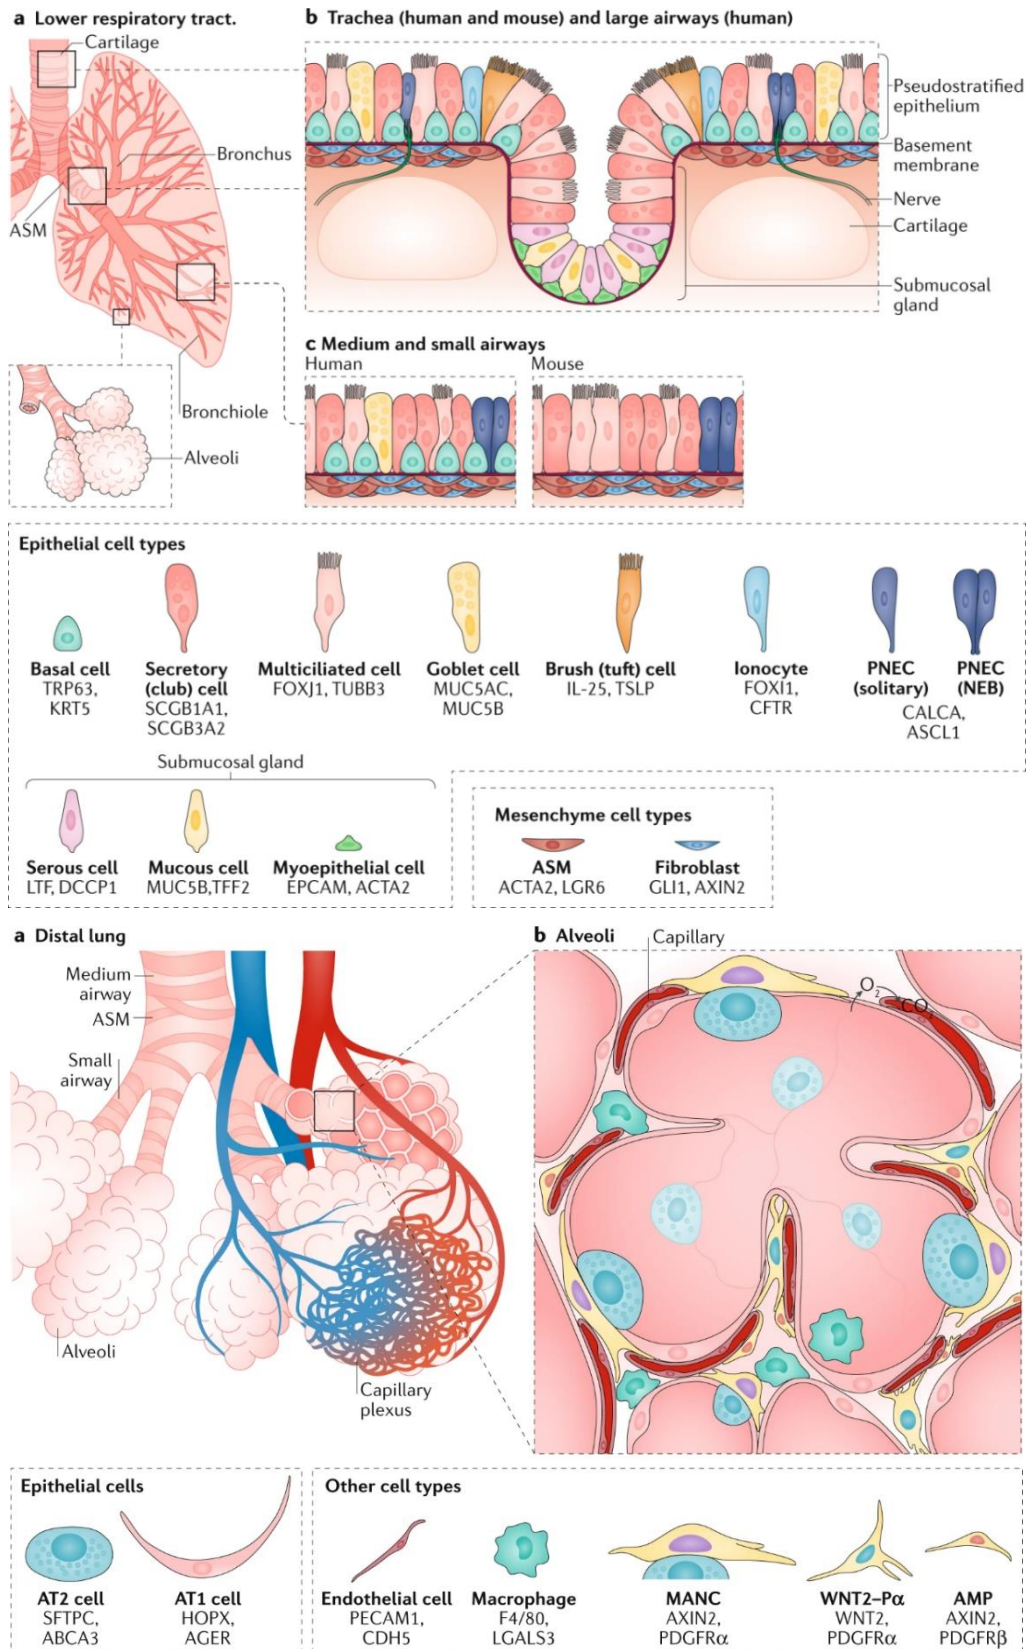 a Lower respiratory tract.
Cartilage
Bronchus
ASM
Bronchiole
Alveoli
b Trachea (human and mouse) and large airways (human)
Pseudostratified
epithelium
Basement
membrane
Nerve
Cartilage
Submucosal
gland
c Medium and small airways
Human
Mouse
Epithelial cell types
Basal cell
TRP63,
KRT5
Secretory
(club) cell
SCGB1A1,
SCGB3A2
Multiciliated cell
FOXJ1, TUBB3
Goblet cell
MUC5AC,
MUC5B
Brush (tuft) cell
IL-25, TSLP
Ionocyte
FOXI1,
CFTR
PNEC
(solitary)
PNEC
(NEB)
CALCA,
ASCL1
Submucosal gland
Serous cell
LTF, DCCP1
Mucous cell
MUC5B,TFF2
Myoepithelial cell
EPCAM, ACTA2
Mesenchyme cell types
ASM
ACTA2, LGR6
Fibroblast
GLI1, AXIN2
a Distal lung
Medium
airway
ASM
Small
airway
Alveoli
Capillary
plexus
b Alveoli
Capillary
O2
CO2
Epithelial cells
AT2 cell
SFTPC,
ABCA3
AT1 cell
HOPX,
AGER
Other cell types
Endothelial cell
PECAM1,
CDH5
Macrophage
F4/80,
LGALS3
MANC
AXIN2,
PDGFRα
WNT2–Pα
WNT2,
PDGFRα
AMP
AXIN2,
PDGFRβ